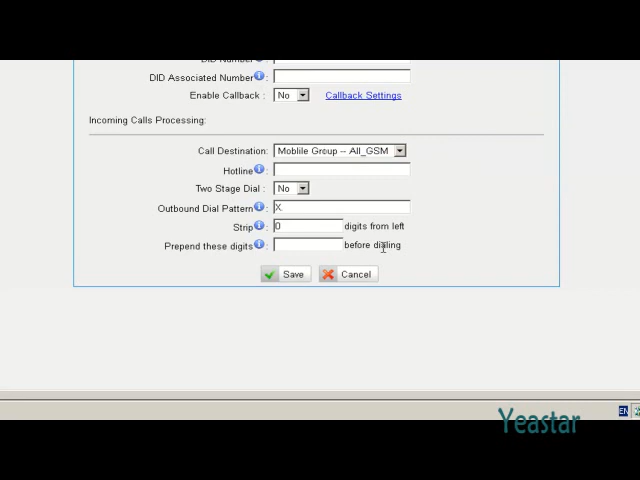 DID Number
DID Associated Number :
Enable Callback : No Callback Settings
Incoming Calls Processing:
Call Destination: Moblile Group -- All_GSM
Hotline :
Two Stage Dial : No
Outbound Dial Pattern : X.
Strip : 0 digits from left
Prepend these digits : before dialing
Save Cancel
EN
Yeastar